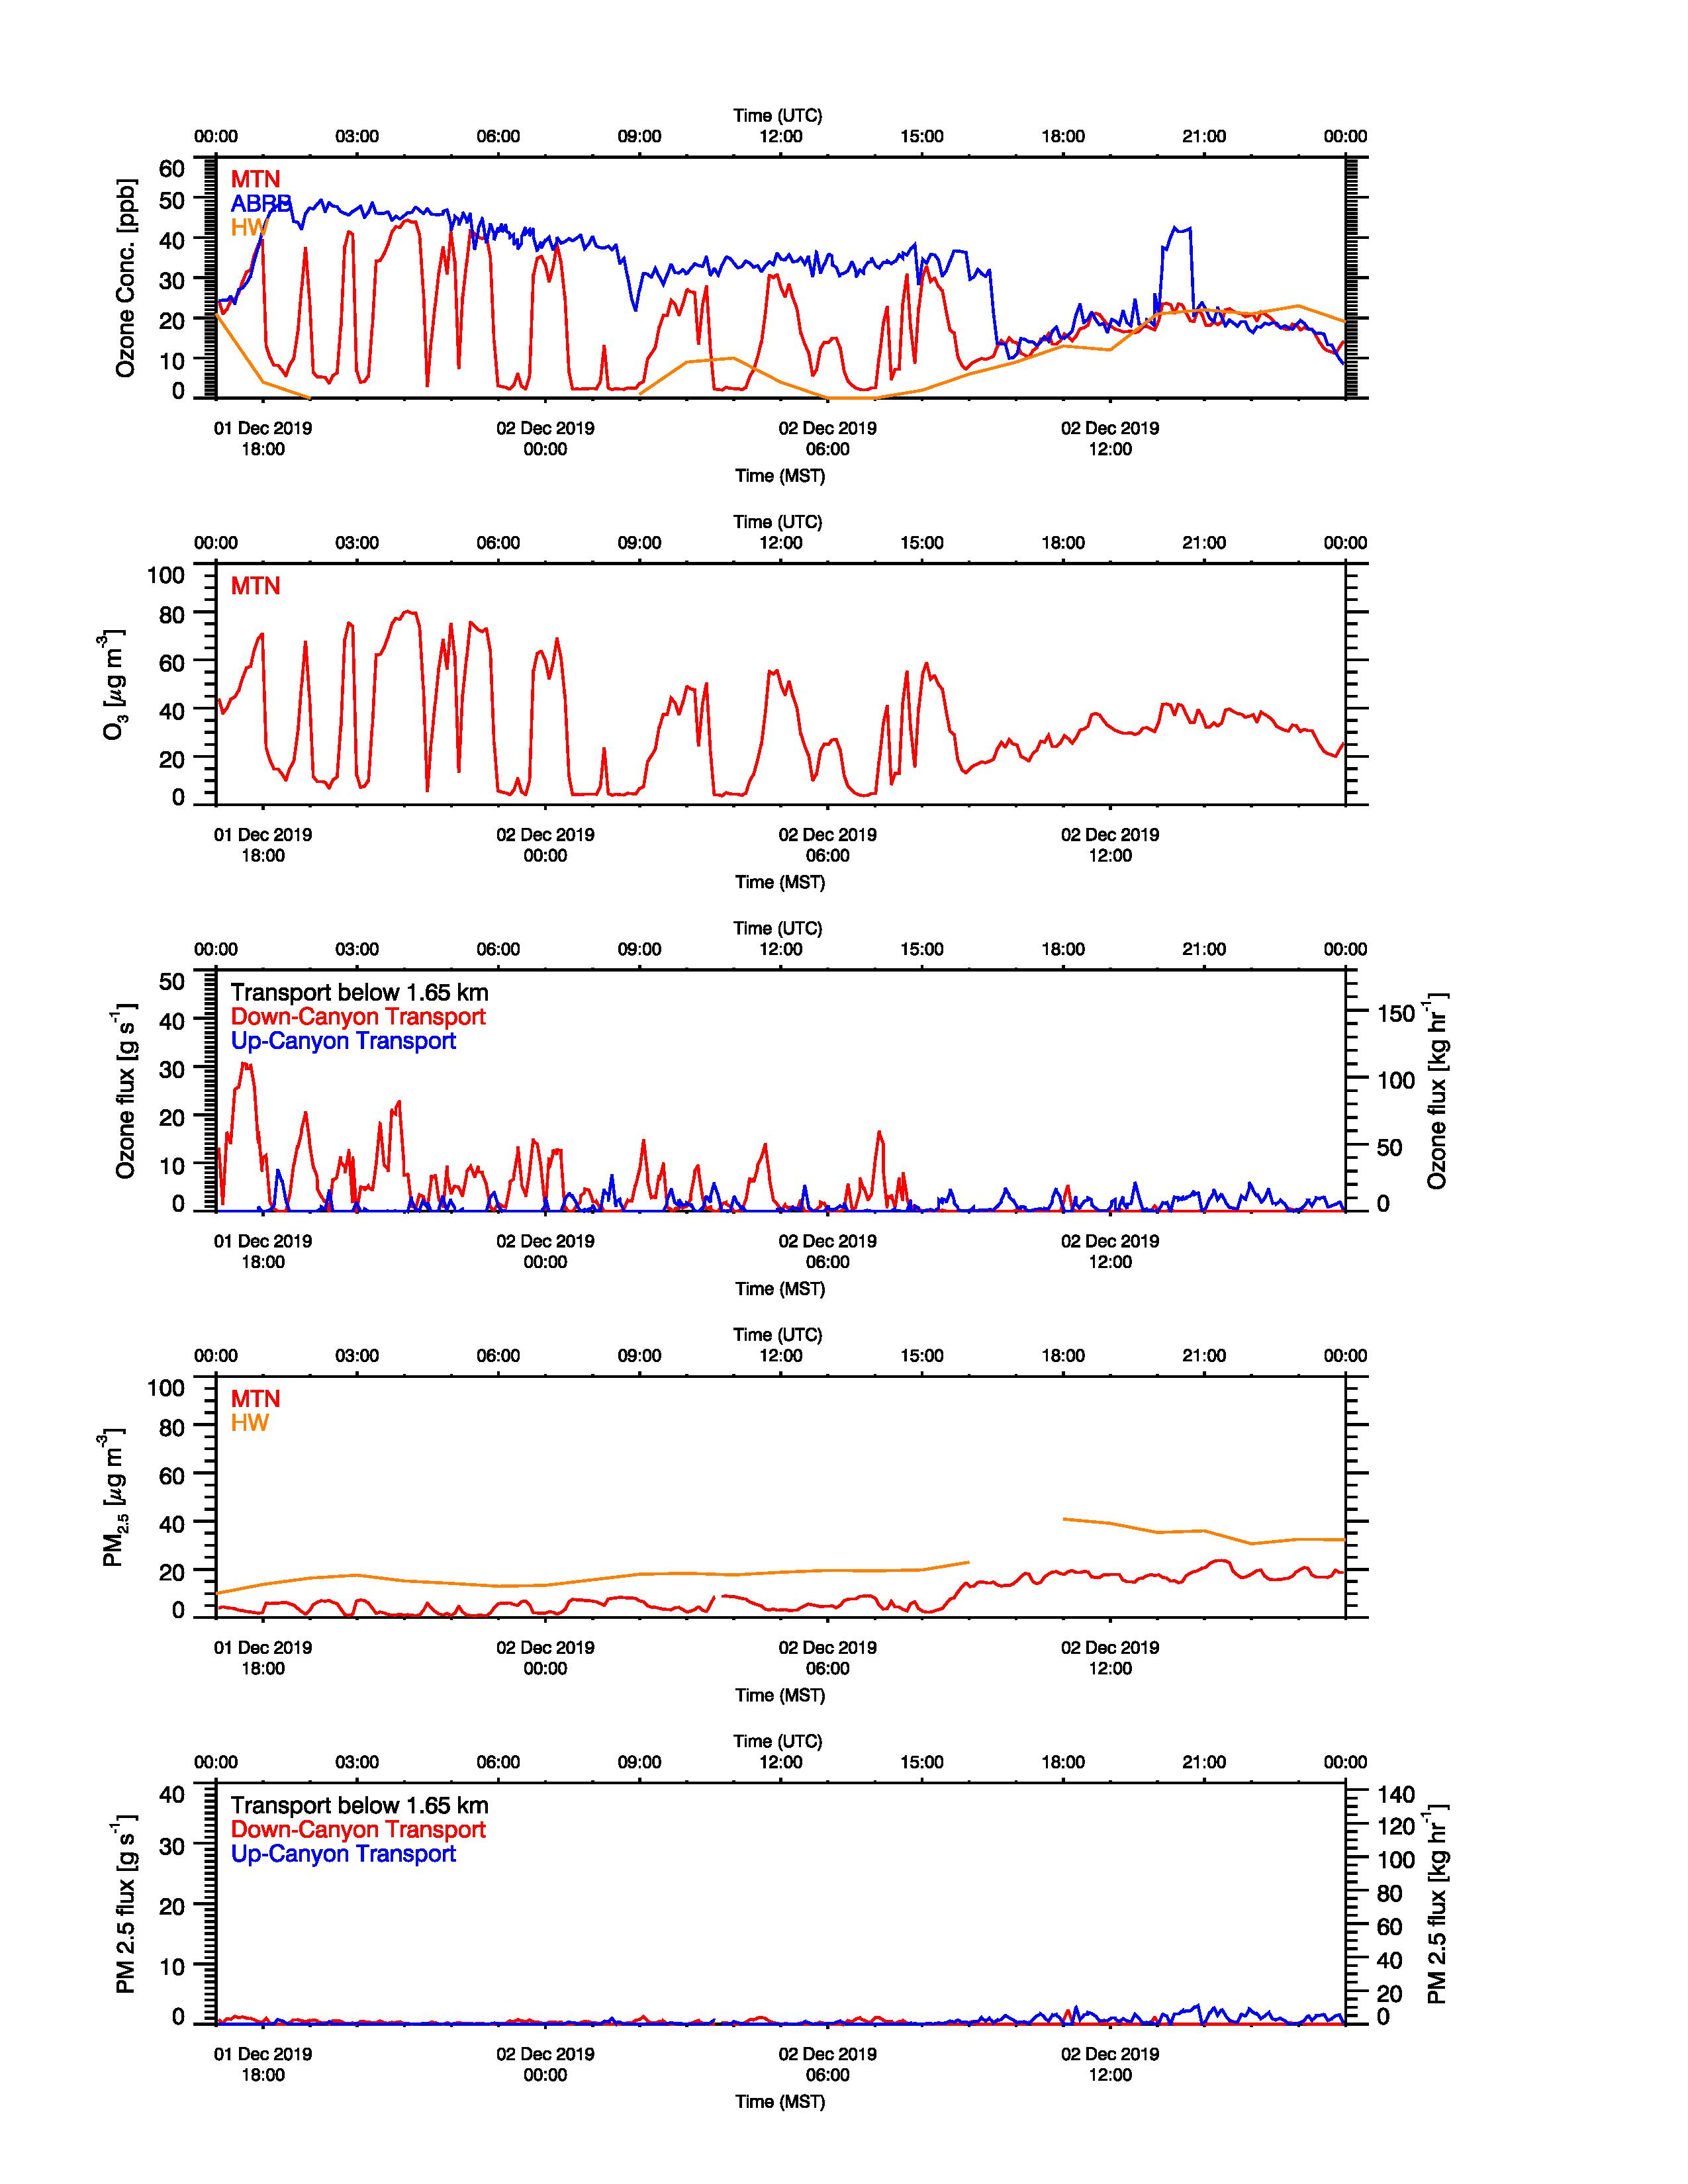 Time (UTC)
00:00 03:00 06:00 09:00 12:00 15:00 18:00 21:00 00:00
Ozone Conc. [ppb]
60
50
40
30
20
10
0
MTN
ABRB
HW
01 Dec 2019 02 Dec 2019 02 Dec 2019 02 Dec 2019
18:00 00:00 06:00 12:00
Time (MST)
Time (UTC)
00:00 03:00 06:00 09:00 12:00 15:00 18:00 21:00 00:00
O3 [μg m-3]
100
80
60
40
20
0
MTN
01 Dec 2019 02 Dec 2019 02 Dec 2019 02 Dec 2019
18:00 00:00 06:00 12:00
Time (MST)
Time (UTC)
00:00 03:00 06:00 09:00 12:00 15:00 18:00 21:00 00:00
Ozone flux [g s-1]
50
40
30
20
10
0
Transport below 1.65 km
Down-Canyon Transport
Up-Canyon Transport
150
100
50
0
Ozone flux [kg hr-1]
01 Dec 2019 02 Dec 2019 02 Dec 2019 02 Dec 2019
18:00 00:00 06:00 12:00
Time (MST)
Time (UTC)
00:00 03:00 06:00 09:00 12:00 15:00 18:00 21:00 00:00
PM2.5 [μg m-3]
100
80
60
40
20
0
MTN
HW
01 Dec 2019 02 Dec 2019 02 Dec 2019 02 Dec 2019
18:00 00:00 06:00 12:00
Time (MST)
Time (UTC)
00:00 03:00 06:00 09:00 12:00 15:00 18:00 21:00 00:00
PM 2.5 flux [g s-1]
40
30
20
10
0
Transport below 1.65 km
Down-Canyon Transport
Up-Canyon Transport
140
120
100
80
60
40
20
0
PM 2.5 flux [kg hr-1]
01 Dec 2019 02 Dec 2019 02 Dec 2019 02 Dec 2019
18:00 00:00 06:00 12:00
Time (MST)